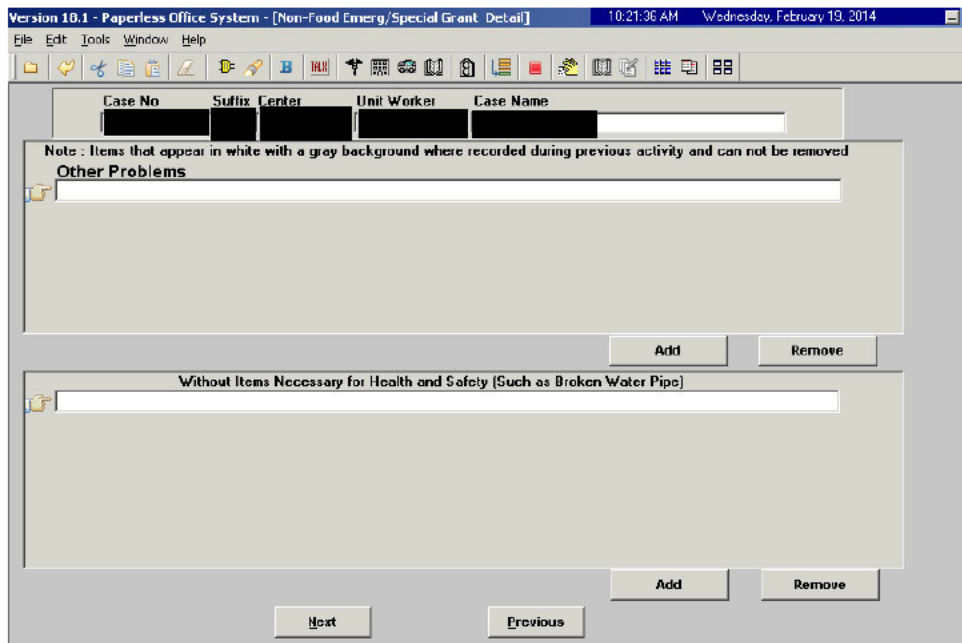 Version 18.1 - Paperless Office System - [Non-Food Emerg/Special Grant Detail] 10:21:36 AM Wednesday, February 19, 2014
File Edit Tools Window Help
B TALX
Case No Suffix Center Unit Worker Case Name
Note : Items that appear in white with a gray background where recorded during previous activity and can not be removed
Other Problems
Add Remove
Without Items Necessary for Health and Safety (Such as Broken Water Pipe)
Add Remove
Next Previous